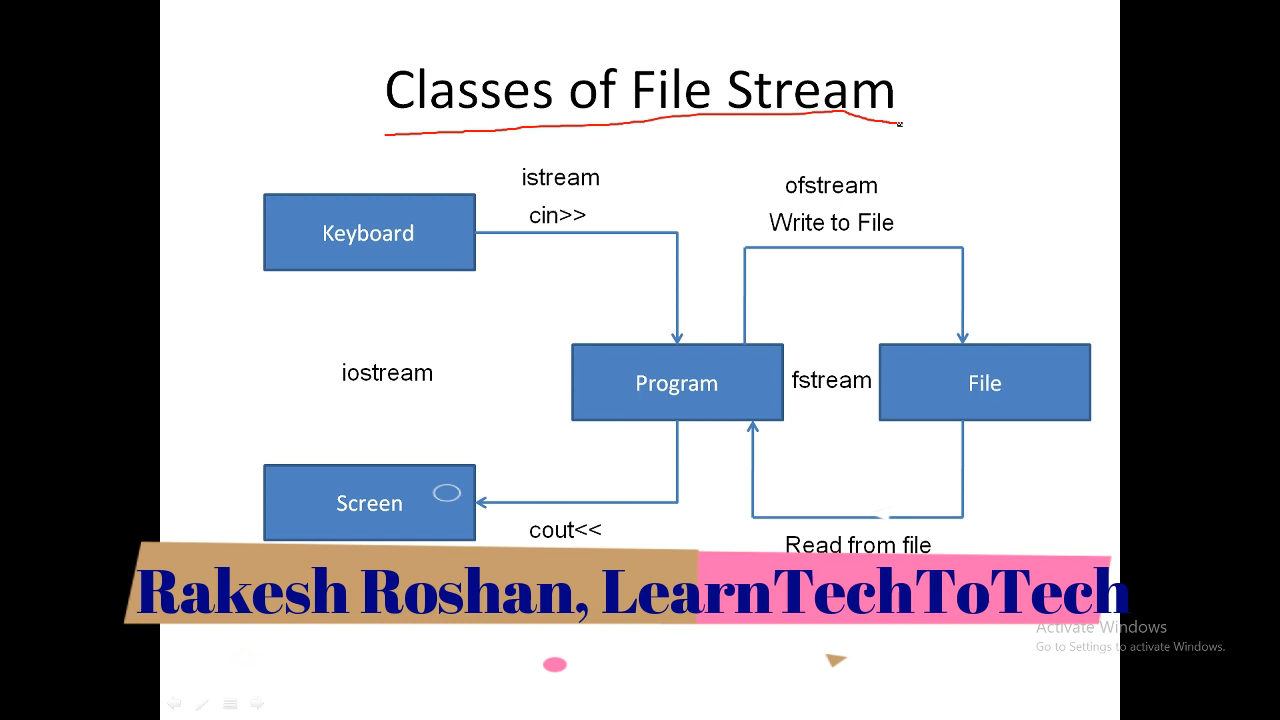 Classes of File Stream
istream
cin>>
ofstream
Write to File
Keyboard
iostream
Program
fstream
File
Screen
cout<<
Read from file
Rakesh Roshan, LearnTechToTech
Activate Windows
Go to Settings to activate Windows.